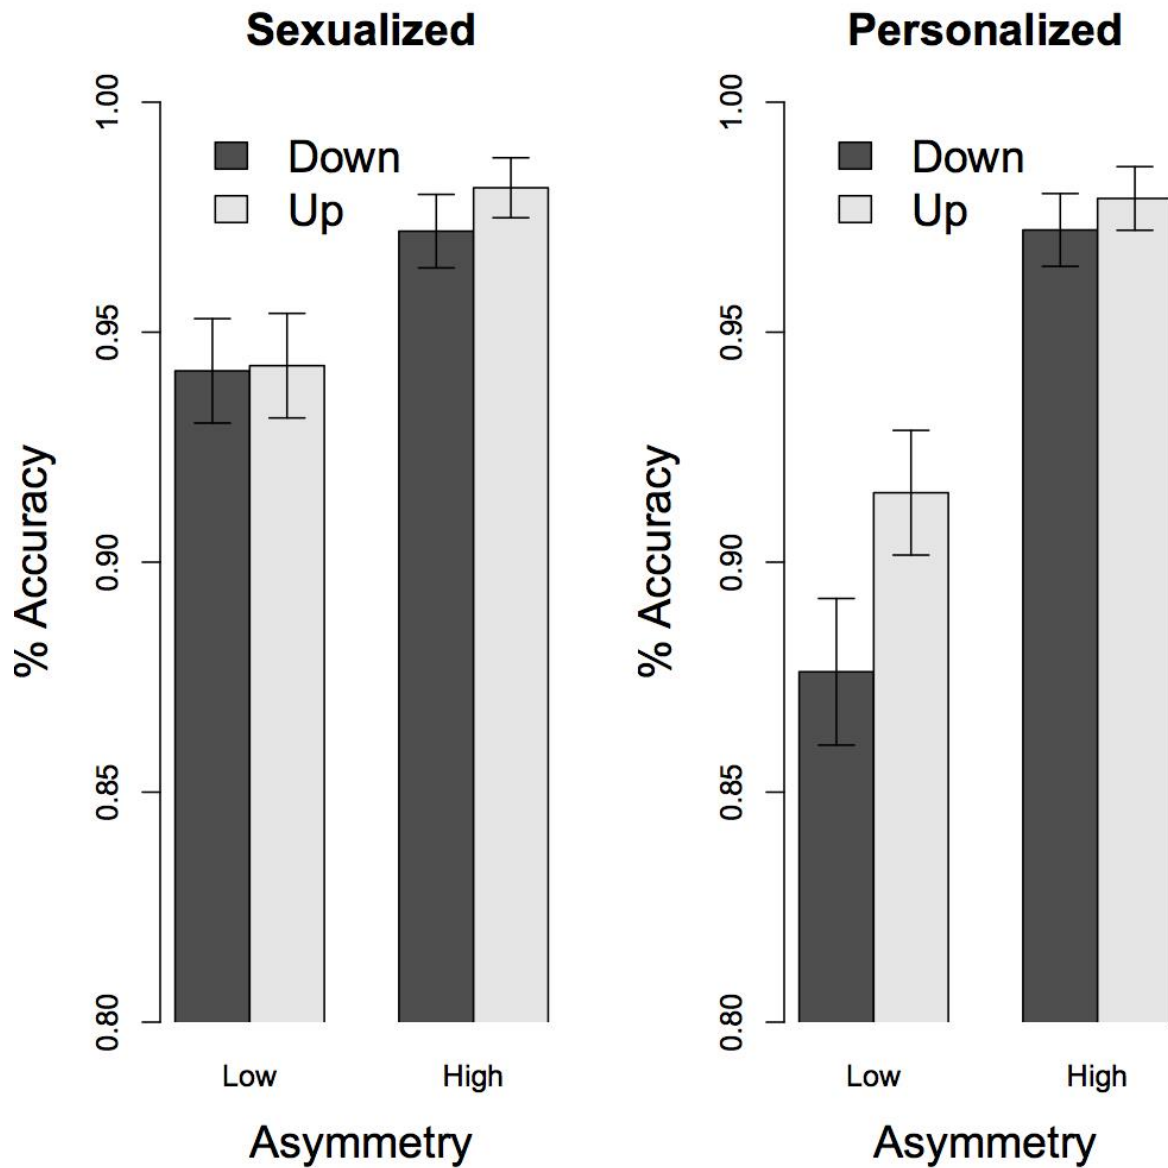 Sexualized
% Accuracy
1.00
0.95
0.90
0.85
0.80
Down
Up
Low
High
Asymmetry
Personalized
% Accuracy
1.00
0.95
0.90
0.85
0.80
Down
Up
Low
High
Asymmetry